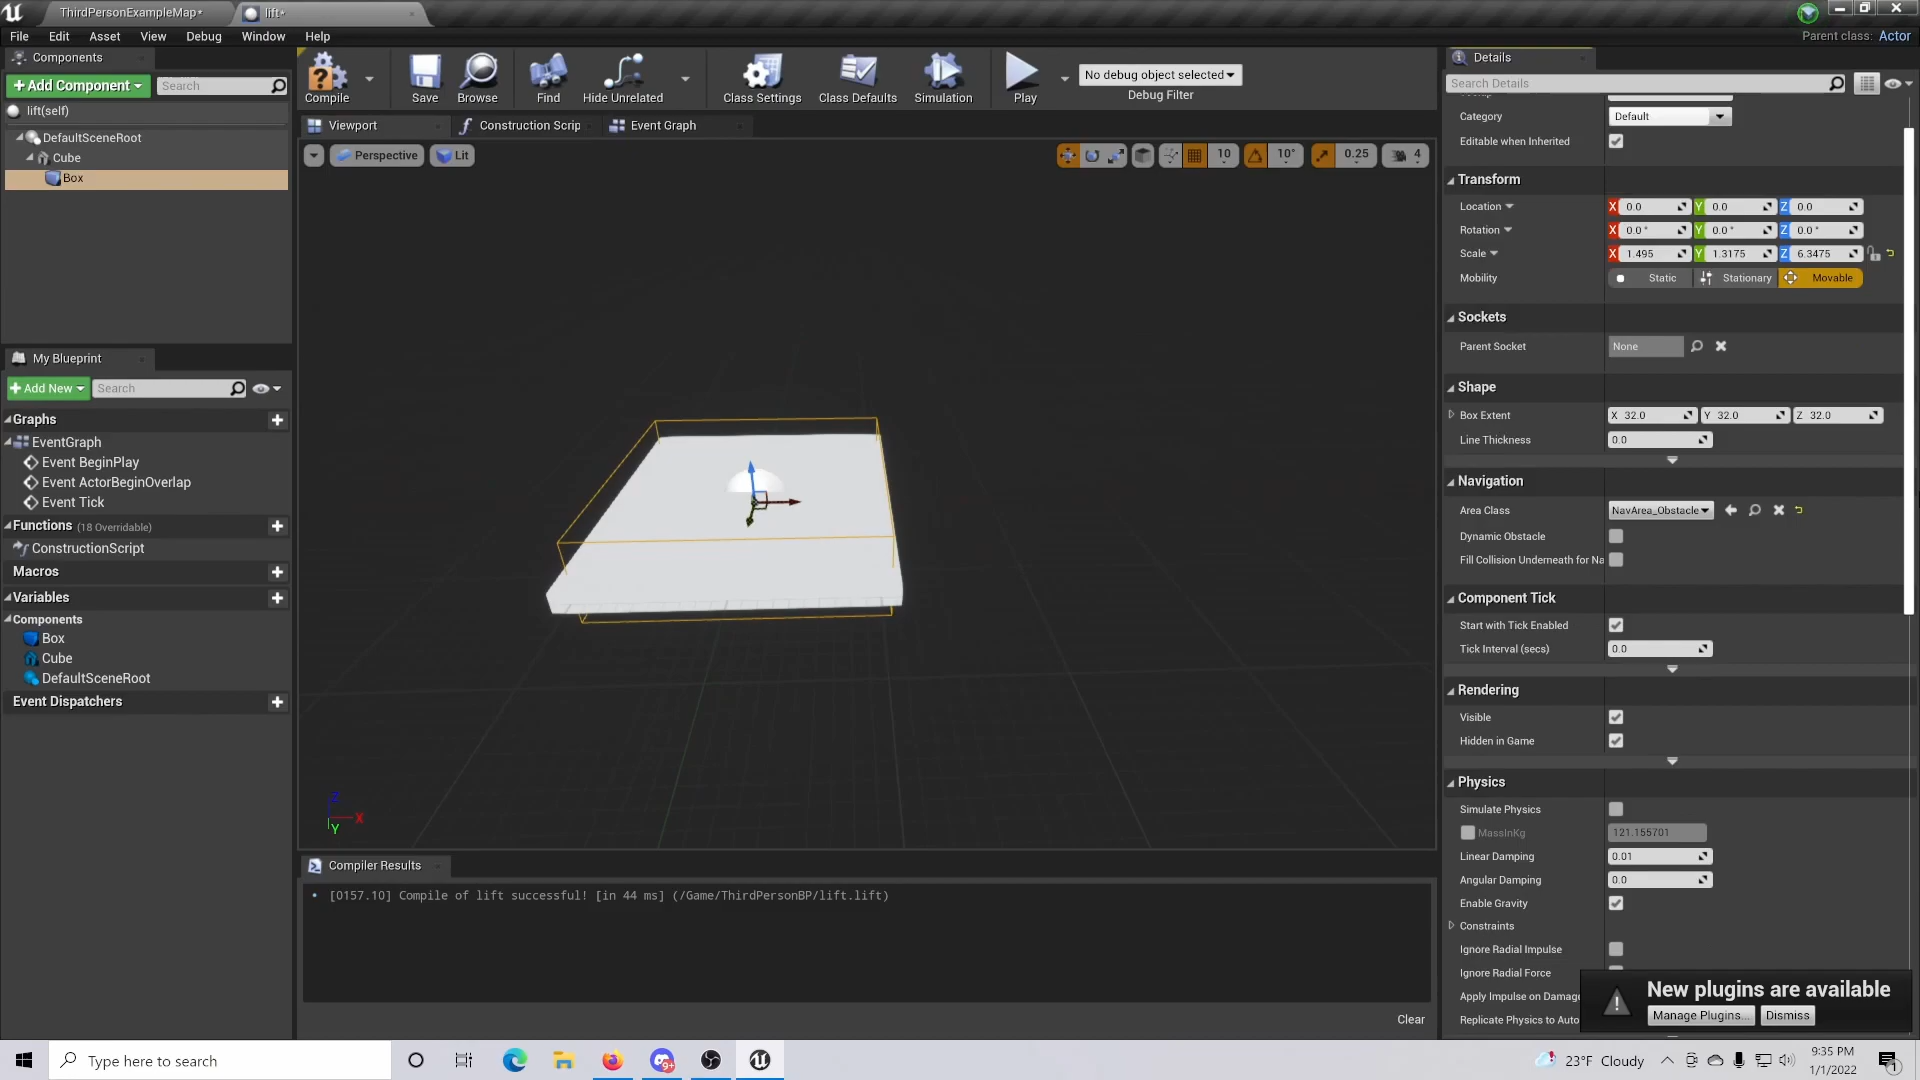 ThirdPersonExampleMap*
lift*
File Edit Asset View Debug Window Help
Parent class: Actor
Components
+ Add Component
Search
lift(self)
DefaultSceneRoot
Cube
Box
My Blueprint
+ Add New
Search
Graphs
EventGraph
Event BeginPlay
Event ActorBeginOverlap
Event Tick
Functions (18 Overridable)
ConstructionScript
Macros
Variables
Components
Box
Cube
DefaultSceneRoot
Event Dispatchers
Compile
Save
Browse
Find
Hide Unrelated
Class Settings
Class Defaults
Simulation
Play
No debug object selected
Debug Filter
Viewport
Construction Scrip
Event Graph
Perspective
Lit
10
10°
0.25
4
Z
X
Y
Compiler Results
[0157.10] Compile of lift successful! [in 44 ms] (/Game/ThirdPersonBP/lift.lift)
Clear
Details
Search Details
Category Default
Editable when Inherited
Transform
Location X 0.0 Y 0.0 Z 0.0
Rotation X 0.0° Y 0.0° Z 0.0°
Scale X 1.495 Y 1.3175 Z 6.3475
Mobility Static Stationary Movable
Sockets
Parent Socket None
Shape
Box Extent X 32.0 Y 32.0 Z 32.0
Line Thickness 0.0
Navigation
Area Class NavArea_Obstacle
Dynamic Obstacle
Fill Collision Underneath for Na
Component Tick
Start with Tick Enabled
Tick Interval (secs) 0.0
Rendering
Visible
Hidden in Game
Physics
Simulate Physics
MassInKg 121.155701
Linear Damping 0.01
Angular Damping 0.0
Enable Gravity
Constraints
Ignore Radial Impulse
Ignore Radial Force
Apply Impulse on Damag
Replicate Physics to Auto
New plugins are available
Manage Plugins... Dismiss
Type here to search
9+
23°F Cloudy
9:35 PM
1/1/2022
1